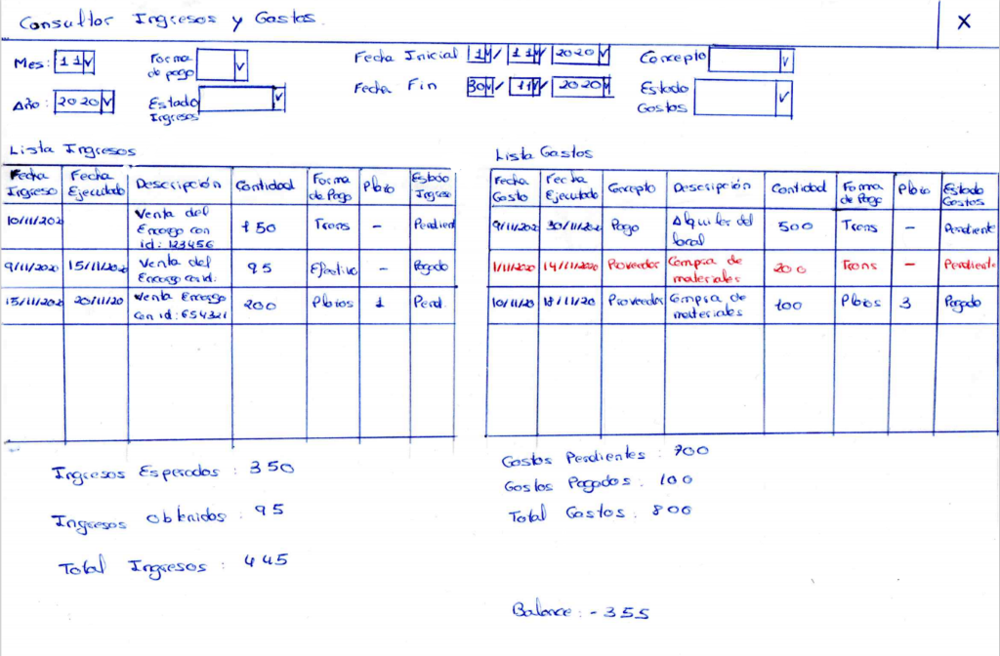 Consultar Ingresos y Gastos.
X
Mes: 11
Forma de pago
Fecha Inicial 1 / 11 / 2020
Concepto
Año: 2020
Estado Ingresos
Fecha Fin 30 / 11 / 2020
Estado Gastos
Lista Ingresos
Fecha Ingreso Fecha Ejecutado Descripción Cantidad Forma de Pago Plazo Estado Ingreso
10/11/202 Venta del Encargo con id: 123456 150 Trans - Pendient
9/11/2020 15/11/2020 Venta del Encargo con id: 95 Efectivo - Pagado
15/11/202 20/11/20 Venta Encargo con id: 654321 200 Plazos 1 Pend.
Ingresos Esperados : 350
Ingresos Obtenidos : 95
Total Ingresos : 445
Lista Gastos
Fecha Gasto Fecha Ejecutado Concepto Descripción Cantidad Forma de Pago Plazo Estado Gastos
9/11/202 30/11/202 Pago Alquiler del local 500 Trans - Pendiente
1/11/2020 14/11/2020 Proveedor Compra de materiales 200 Trans - Pendiente
10/11/20 18/11/20 Proveedor Compra de materiales 100 Plazos 3 Pagado
Gastos Pendientes : 700
Gastos Pagados : 100
Total Gastos : 800
Balance : -355